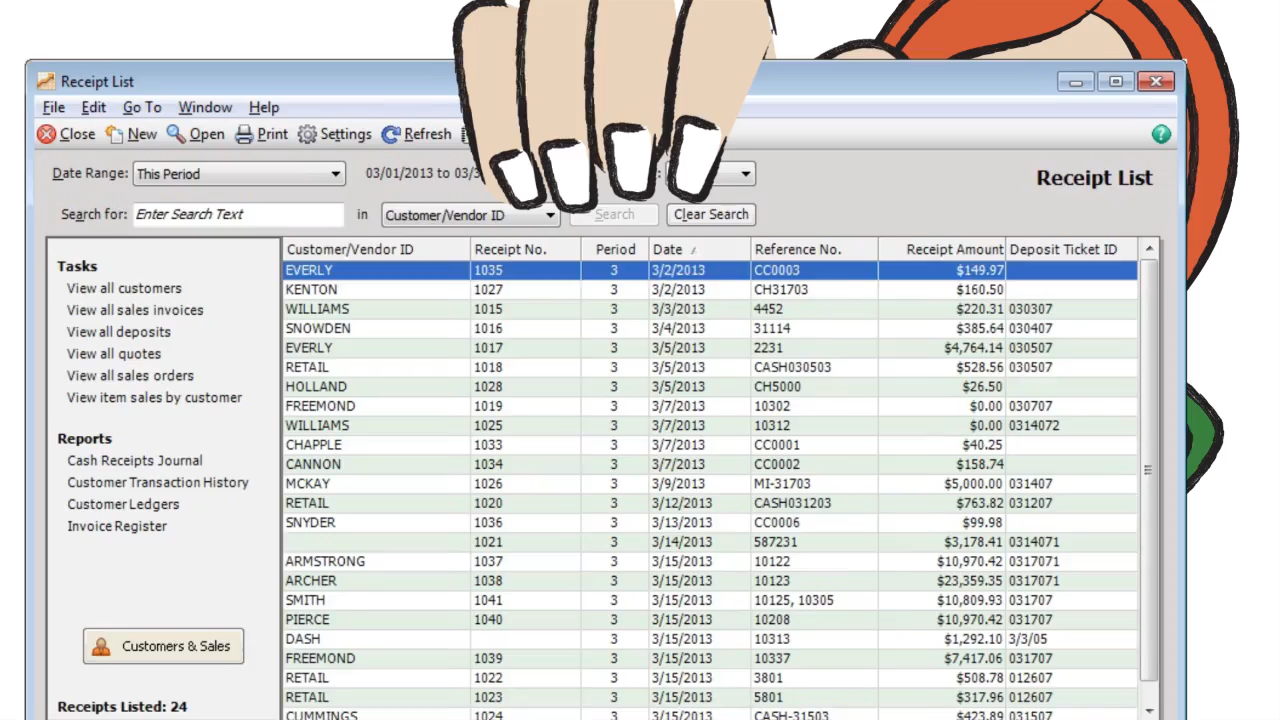 Receipt List
File Edit Go To Window Help
Close New Open Print Settings Refresh
Date Range: This Period 03/01/2013 to 03/3
Receipt List
Search for: Enter Search Text in Customer/Vendor ID Search Clear Search
Tasks
View all customers
View all sales invoices
View all deposits
View all quotes
View all sales orders
View item sales by customer
Reports
Cash Receipts Journal
Customer Transaction History
Customer Ledgers
Invoice Register
Customers & Sales
Receipts Listed: 24
Customer/Vendor ID Receipt No. Period Date / Reference No. Receipt Amount Deposit Ticket ID
EVERLY 1035 3 3/2/2013 CC0003 $149.97
KENTON 1027 3 3/2/2013 CH31703 $160.50
WILLIAMS 1015 3 3/3/2013 4452 $220.31 030307
SNOWDEN 1016 3 3/4/2013 31114 $385.64 030407
EVERLY 1017 3 3/5/2013 2231 $4,764.14 030507
RETAIL 1018 3 3/5/2013 CASH030503 $528.56 030507
HOLLAND 1028 3 3/5/2013 CH5000 $26.50
FREEMOND 1019 3 3/7/2013 10302 $0.00 030707
WILLIAMS 1025 3 3/7/2013 10312 $0.00 0314072
CHAPPLE 1033 3 3/7/2013 CC0001 $40.25
CANNON 1034 3 3/7/2013 CC0002 $158.74
MCKAY 1026 3 3/9/2013 MI-31703 $5,000.00 031407
RETAIL 1020 3 3/12/2013 CASH031203 $763.82 031207
SNYDER 1036 3 3/13/2013 CC0006 $99.98
1021 3 3/14/2013 587231 $3,178.41 0314071
ARMSTRONG 1037 3 3/15/2013 10122 $10,970.42 0317071
ARCHER 1038 3 3/15/2013 10123 $23,359.35 0317071
SMITH 1041 3 3/15/2013 10125, 10305 $10,809.93 031707
PIERCE 1040 3 3/15/2013 10208 $10,970.42 031707
DASH 3 3/15/2013 10313 $1,292.10 3/3/05
FREEMOND 1039 3 3/15/2013 10337 $7,417.06 031707
RETAIL 1022 3 3/15/2013 3801 $508.78 012607
RETAIL 1023 3 3/15/2013 5801 $317.96 012607
CUMMINGS 1024 3 3/15/2013 CASH-31503 $423.89 031507